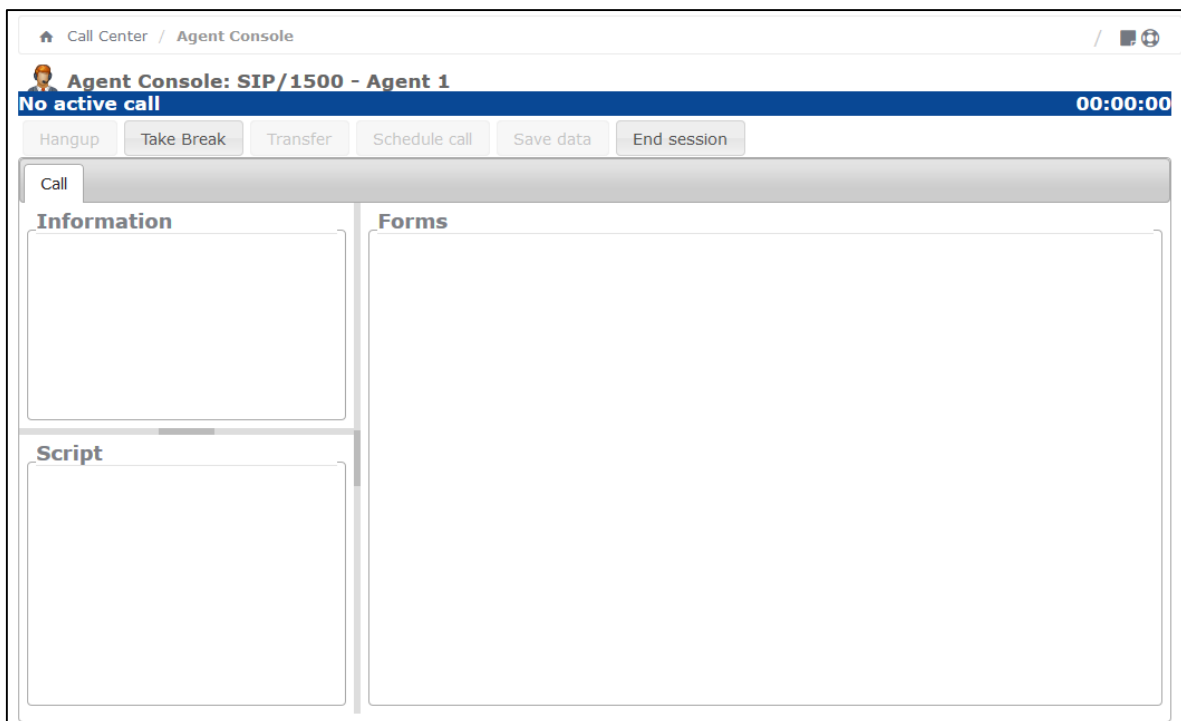 Call Center / Agent Console /
Agent Console: SIP/1500 - Agent 1
No active call 00:00:00
Hangup Take Break Transfer Schedule call Save data End session
Call
Information Forms
Script